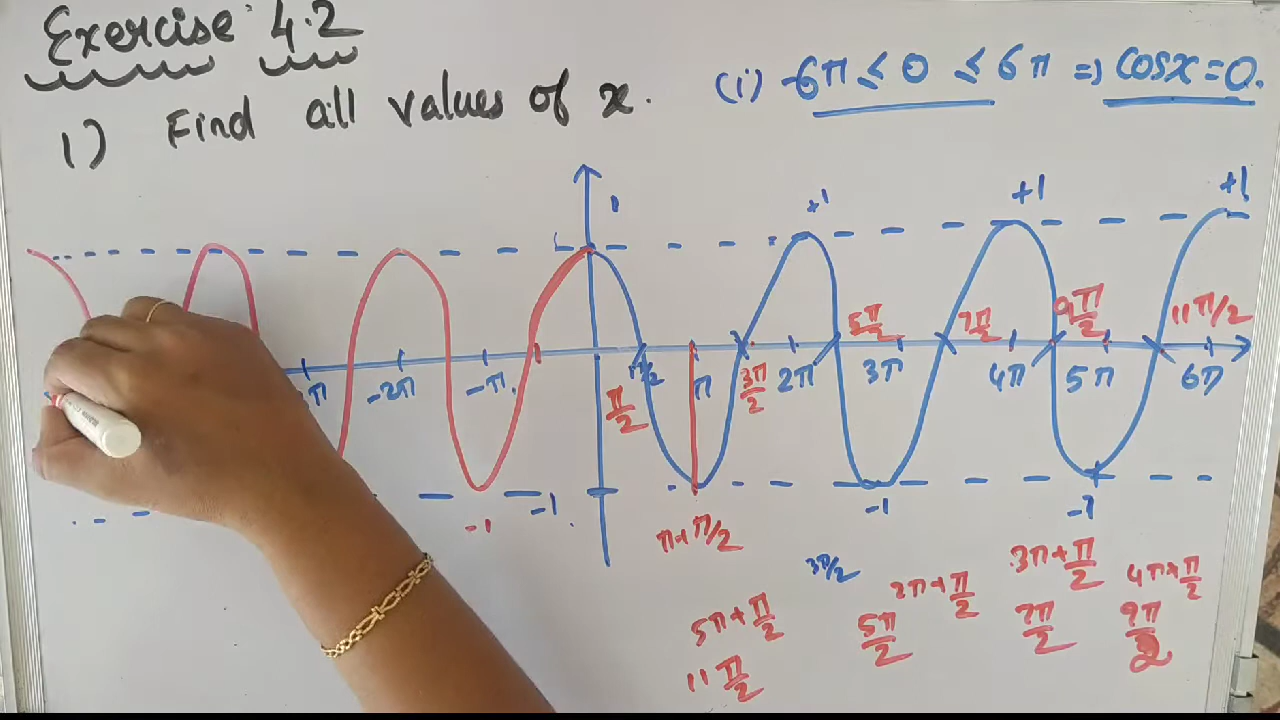 Exercise 4.2
(i) -6π ≤ 0 ≤ 6π ⇒ cosx=0.
1) Find all values of x.
1 +1 +1 +1
5π/2 7π/2 9π/2 11π/2
π -2π -π. π/2 π/2 π 3π/2 2π 3π 4π 5π 6π
-1 -1 -1 -1
π+π/2 3π/2 2π+π/2 3π+π/2 4π+π/2
5π+π/2 5π/2 7π/2 9π/2
11π/2